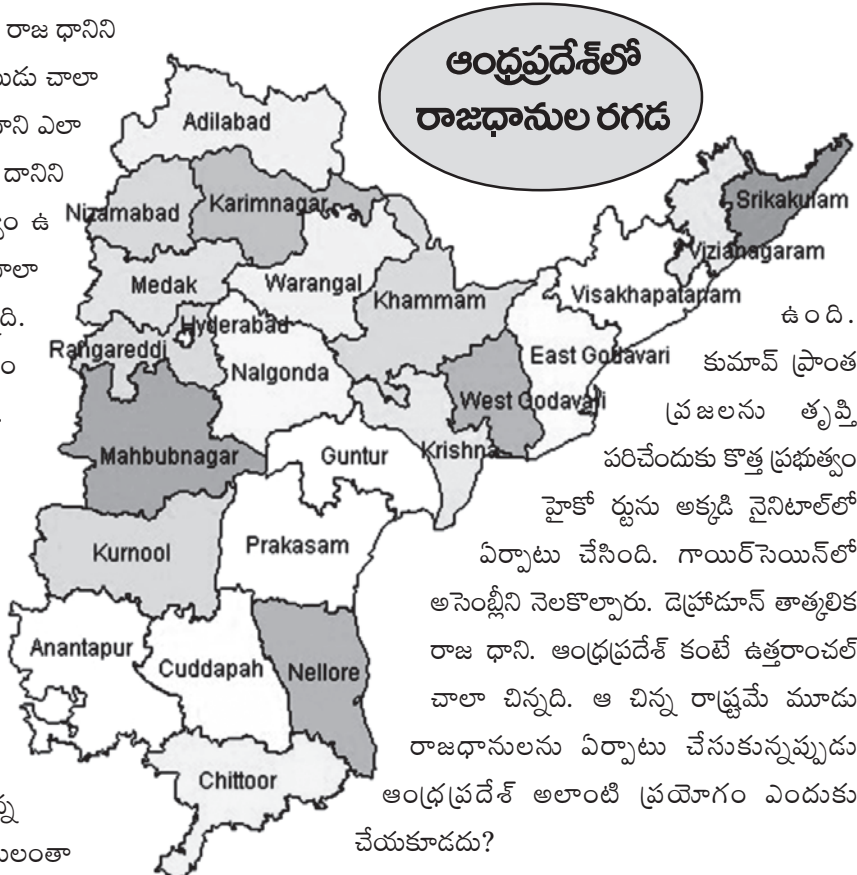 రాజ ధానిని
చాలా
ఎలా
దానిని
ఉ
ఆంధ్రప్రదేశ్‌లో
రాజధానుల రగడ
Adilabad
Nizamabad
Karimnagar
Medak
Warangal
Khammam
Hyderabad
Rangareddi
Nalgonda
Mahbubnagar
Srikakulam
Vizianagaram
Visakhapatanam
East Godavari
West Godavari
Krishna
Guntur
Kurnool
Prakasam
Anantapur
Cuddapah
Nellore
Chittoor
ఉంది.
కుమావ్ ప్రాంత
ప్రజలను తృప్తి
పరిచేందుకు కొత్త ప్రభుత్వం
హైకో ర్టును అక్కడి నైనిటాల్‌లో
ఏర్పాటు చేసింది. గాయిర్‌సెయిన్‌లో
అసెంబ్లీని నెలకొల్పారు. డెహ్రాడూన్ తాత్కలిక
రాజ ధాని. ఆంధ్రప్రదేశ్ కంటే ఉత్తరాంచల్
చాలా చిన్నది. ఆ చిన్న రాష్ట్రమే మూడు
రాజధానులను ఏర్పాటు చేసుకున్నప్పుడు
ఆంధ్రప్రదేశ్ అలాంటి ప్రయోగం ఎందుకు
చేయకూడదు?